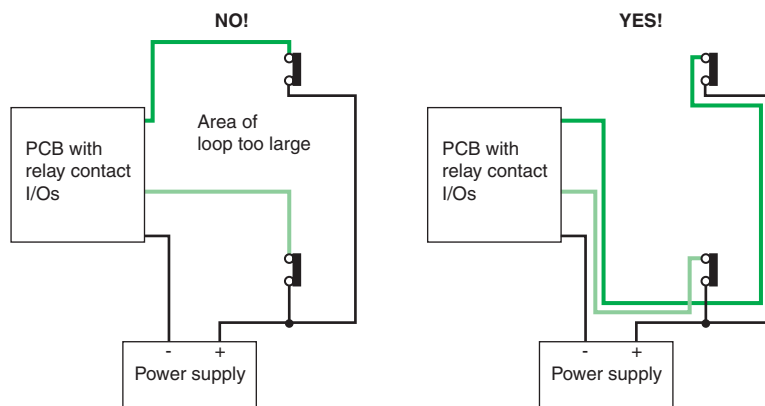 NO!
PCB with
relay contact
I/Os
Area of
loop too large
- +
Power supply
YES!
PCB with
relay contact
I/Os
- +
Power supply